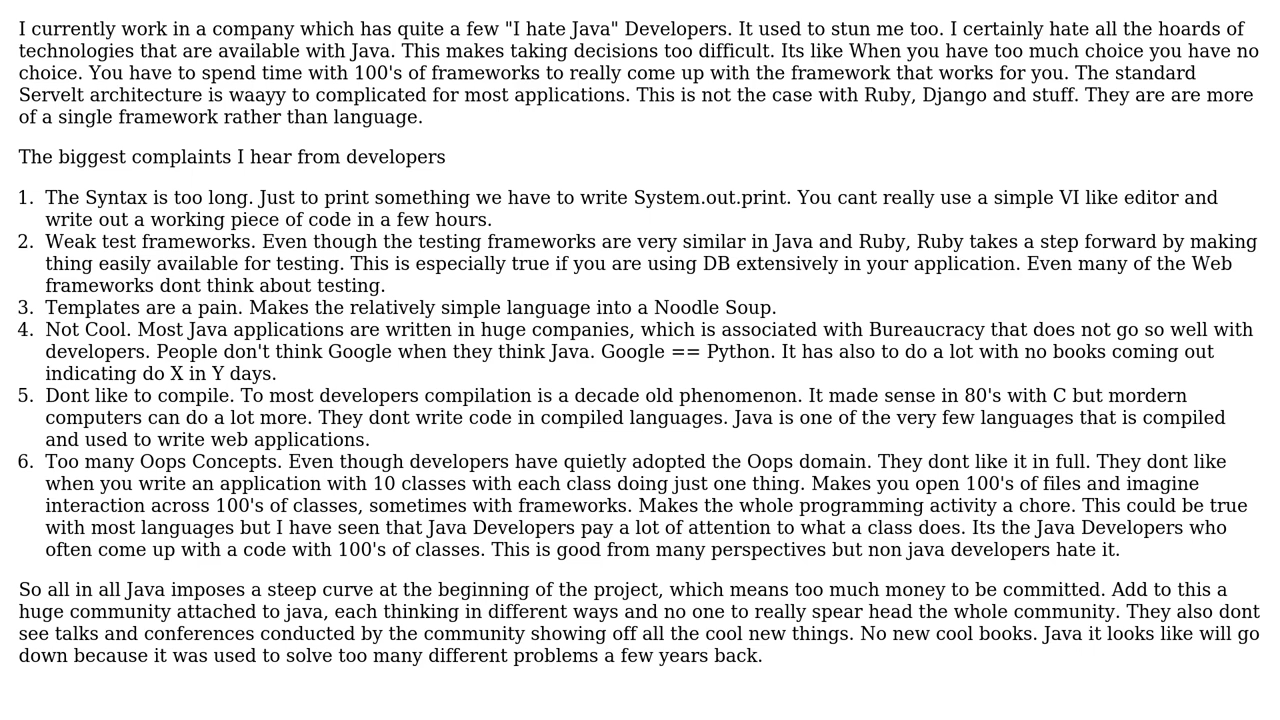 I currently work in a company which has quite a few "I hate Java" Developers. It used to stun me too. I certainly hate all the hoards of
technologies that are available with Java. This makes taking decisions too difficult. Its like When you have too much choice you have no
choice. You have to spend time with 100's of frameworks to really come up with the framework that works for you. The standard
Servelt architecture is waayy to complicated for most applications. This is not the case with Ruby, Django and stuff. They are are more
of a single framework rather than language.
The biggest complaints I hear from developers
1. The Syntax is too long. Just to print something we have to write System.out.print. You cant really use a simple VI like editor and
write out a working piece of code in a few hours.
2. Weak test frameworks. Even though the testing frameworks are very similar in Java and Ruby, Ruby takes a step forward by making
thing easily available for testing. This is especially true if you are using DB extensively in your application. Even many of the Web
frameworks dont think about testing.
3. Templates are a pain. Makes the relatively simple language into a Noodle Soup.
4. Not Cool. Most Java applications are written in huge companies, which is associated with Bureaucracy that does not go so well with
developers. People don't think Google when they think Java. Google == Python. It has also to do a lot with no books coming out
indicating do X in Y days.
5. Dont like to compile. To most developers compilation is a decade old phenomenon. It made sense in 80's with C but mordern
computers can do a lot more. They dont write code in compiled languages. Java is one of the very few languages that is compiled
and used to write web applications.
6. Too many Oops Concepts. Even though developers have quietly adopted the Oops domain. They dont like it in full. They dont like
when you write an application with 10 classes with each class doing just one thing. Makes you open 100's of files and imagine
interaction across 100's of classes, sometimes with frameworks. Makes the whole programming activity a chore. This could be true
with most languages but I have seen that Java Developers pay a lot of attention to what a class does. Its the Java Developers who
often come up with a code with 100's of classes. This is good from many perspectives but non java developers hate it.
So all in all Java imposes a steep curve at the beginning of the project, which means too much money to be committed. Add to this a
huge community attached to java, each thinking in different ways and no one to really spear head the whole community. They also dont
see talks and conferences conducted by the community showing off all the cool new things. No new cool books. Java it looks like will go
down because it was used to solve too many different problems a few years back.